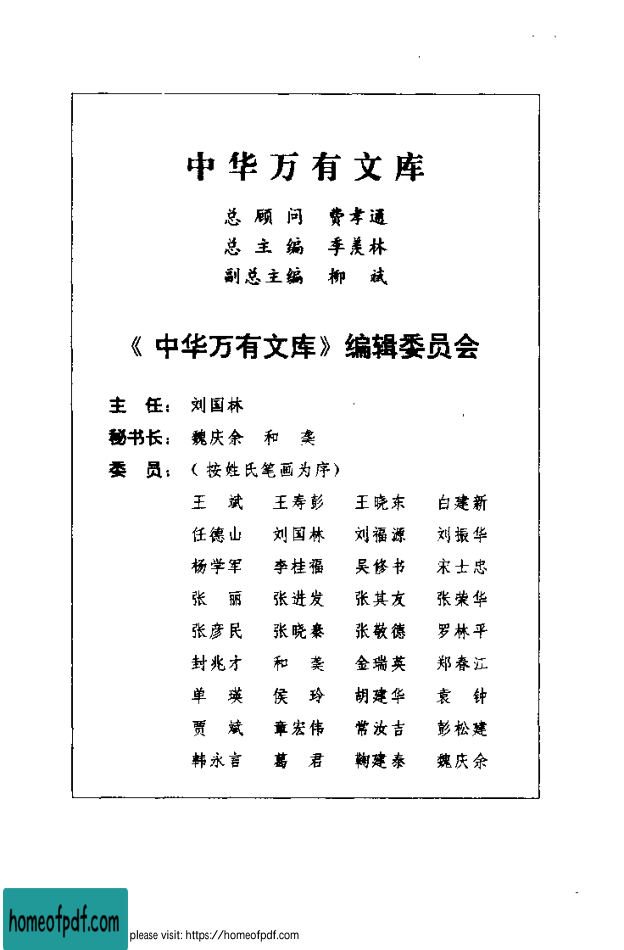 中华万有文库
总 顾 问 费孝通
总 主 编 季羡林
副总主编 柳 斌
《中华万有文库》编辑委员会
主 任：刘国林
秘书长：魏庆余 和 龚
委 员：（按姓氏笔画为序）
王 斌 王寿彭 王晓东 白建新
任德山 刘国林 刘福源 刘振华
杨学军 李桂福 吴修书 宋士忠
张 丽 张进发 张其友 张荣华
张彦民 张晓秦 张敬德 罗林平
封兆才 和 龚 金瑞英 郑春江
单 瑛 侯 玲 胡建华 袁 钟
贾 斌 章宏伟 常汝吉 彭松建
韩永言 葛 君 鞠建泰 魏庆余
homeofpdf.com please visit: https://homeofpdf.com